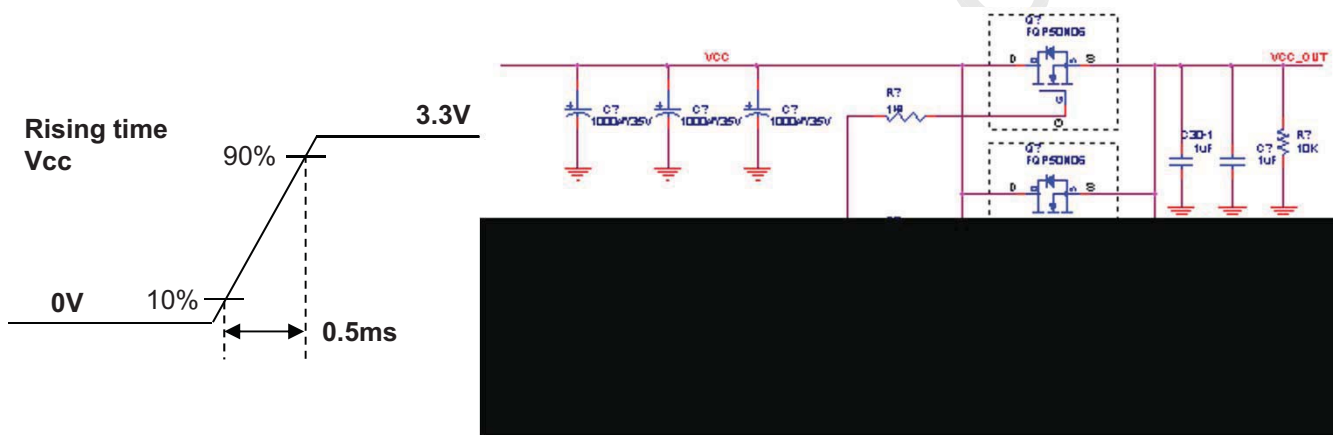 Rising time
Vcc
90%
3.3V
0V
10%
0.5ms
VCC
Q?
FQP50N06
D
S
G
R?
C?
1000uF/35V
C?
1000uF/35V
C?
1000uF/35V
Q?
FQP50N06
D
S
VCC_OUT
C30-1
1uF
C?
1uF
R?
10K